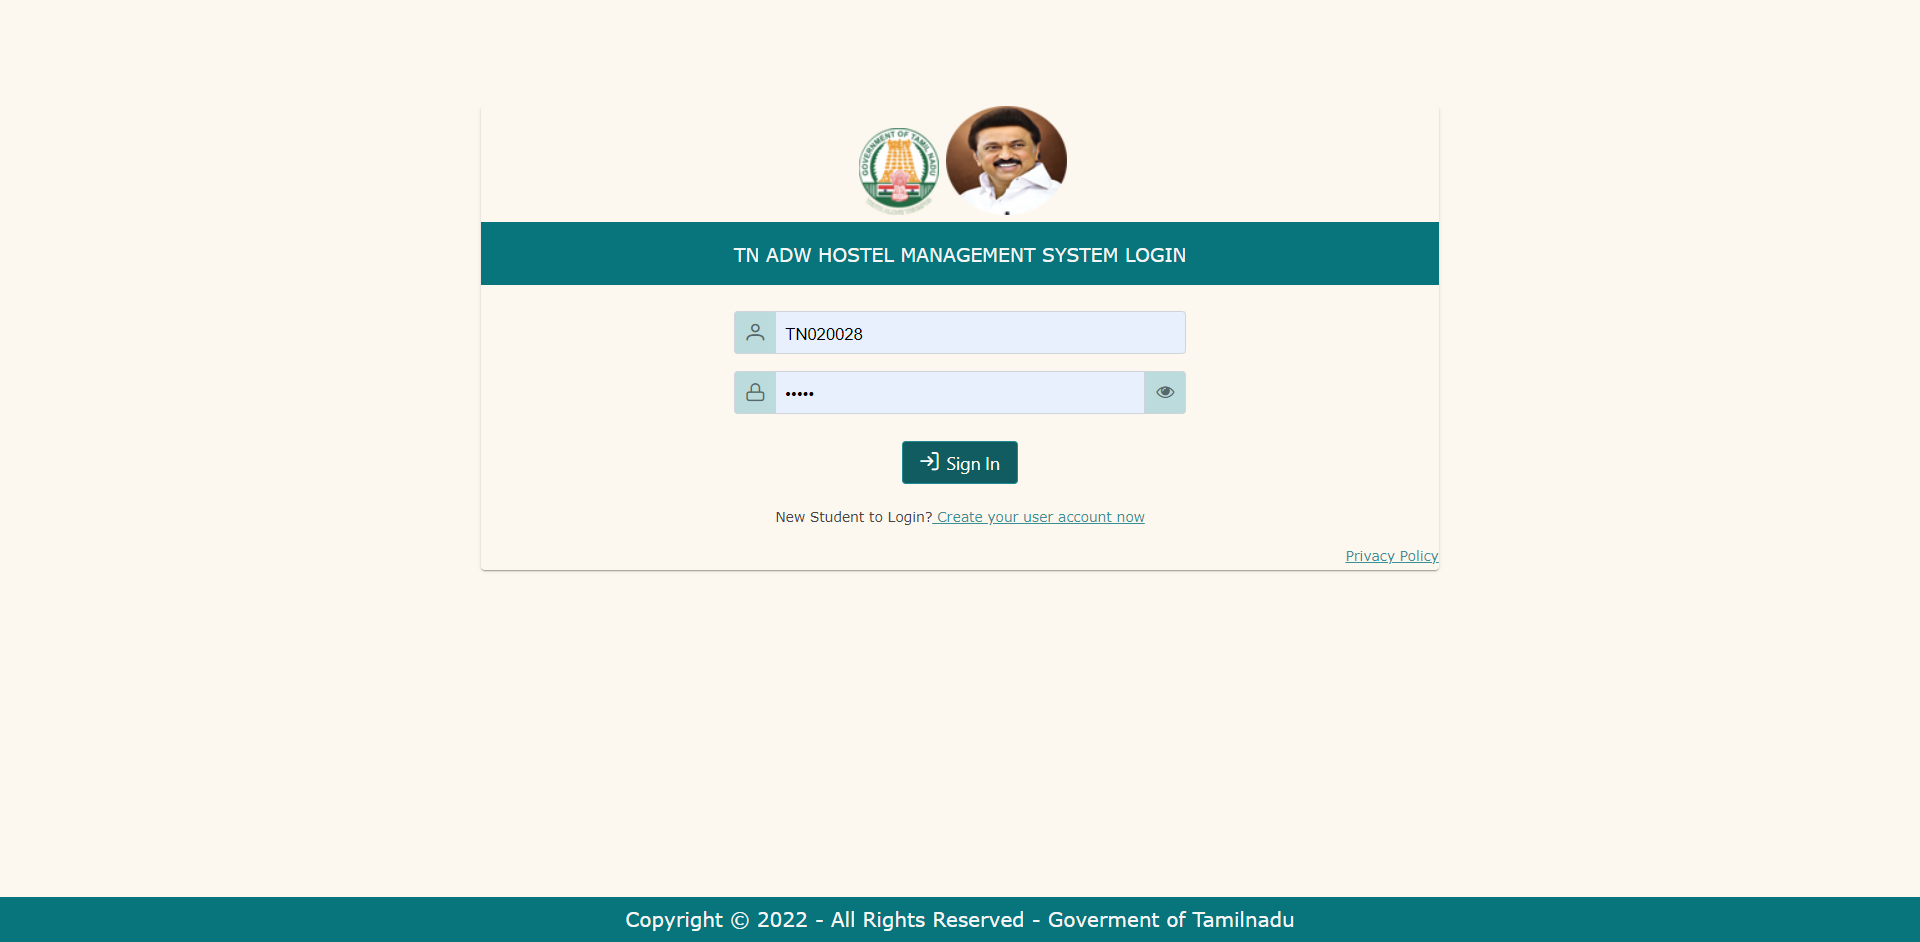 GOVERNMENT OF TAMIL NADU
TN ADW HOSTEL MANAGEMENT SYSTEM LOGIN
TN020028
•••••
Sign In
New Student to Login? Create your user account now
Privacy Policy
Copyright © 2022 - All Rights Reserved - Goverment of Tamilnadu